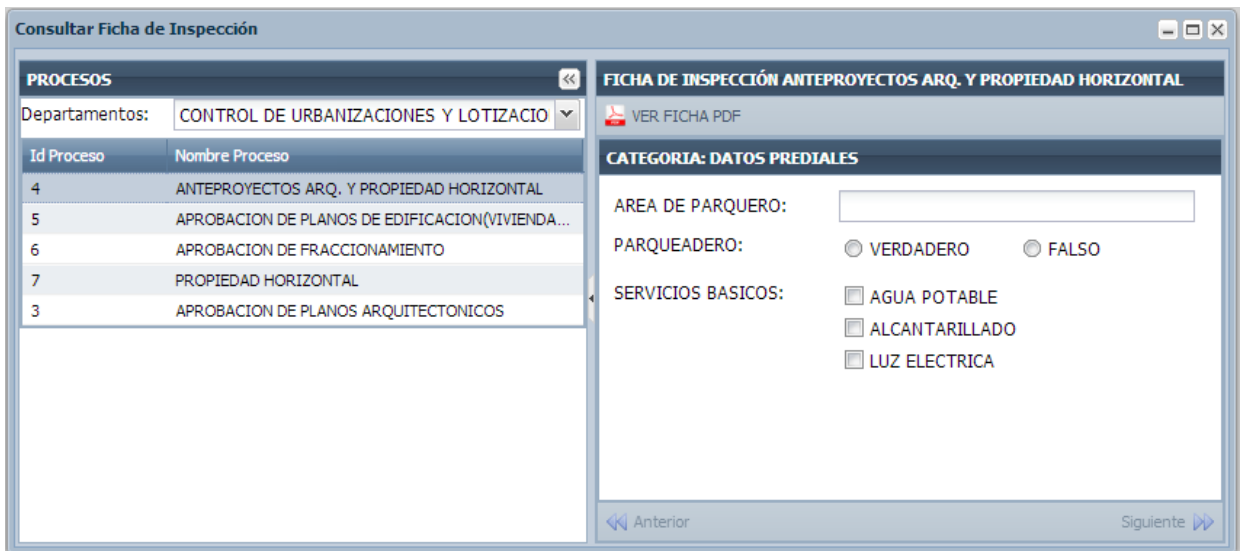 Consultar Ficha de Inspección
PROCESOS
Departamentos: CONTROL DE URBANIZACIONES Y LOTIZACIO
Id Proceso Nombre Proceso
4 ANTEPROYECTOS ARQ. Y PROPIEDAD HORIZONTAL
5 APROBACION DE PLANOS DE EDIFICACION(VIVIENDA...
6 APROBACION DE FRACCIONAMIENTO
7 PROPIEDAD HORIZONTAL
3 APROBACION DE PLANOS ARQUITECTONICOS
FICHA DE INSPECCIÓN ANTEPROYECTOS ARQ. Y PROPIEDAD HORIZONTAL
VER FICHA PDF
CATEGORIA: DATOS PREDIALES
AREA DE PARQUERO:
PARQUEADERO: VERDADERO FALSO
SERVICIOS BASICOS: AGUA POTABLE
ALCANTARILLADO
LUZ ELECTRICA
Anterior Siguiente